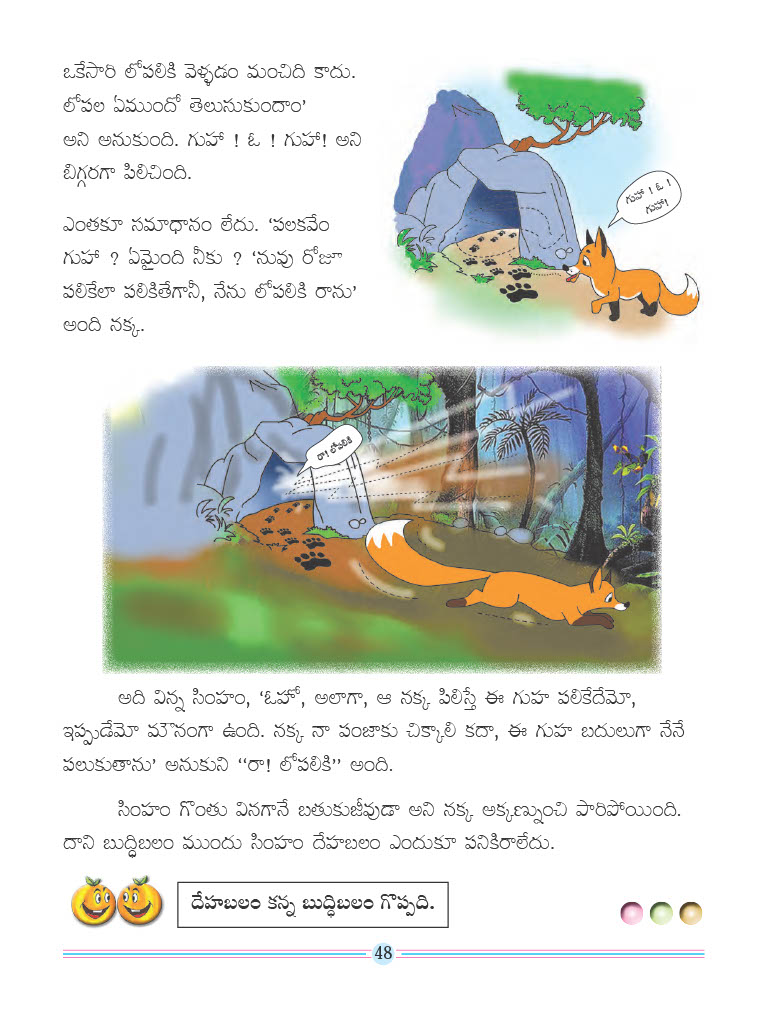 ఒకేసారి లోపలికి వెళ్ళడం మంచిది కాదు.
లోపల ఏముందో తెలుసుకుందాం’
అని అనుకుంది. గుహా ! ఓ ! గుహా! అని
బిగ్గరగా పిలిచింది.
గుహా ! ఓ !
గుహా!
ఎంతకూ సమాధానం లేదు. ‘పలకవేం
గుహా ? ఏమైంది నీకు ? ‘నువు రోజూ
పలికేలా పలికితేగానీ, నేను లోపలికి రాను’
అంది నక్క.
రా! లోపలికి
అది విన్న సింహం, ‘ఓహో, అలాగా, ఆ నక్క పిలిస్తే ఈ గుహ పలికేదేమో,
ఇప్పుడేమో మౌనంగా ఉంది. నక్క నా పంజాకు చిక్కాలి కదా, ఈ గుహ బదులుగా నేనే
పలుకుతాను’ అనుకుని ‘‘రా! లోపలికి’’ అంది.
సింహం గొంతు వినగానే బతుకుజీవుడా అని నక్క అక్కణ్నుంచి పారిపోయింది.
దాని బుద్ధిబలం ముందు సింహం దేహబలం ఎందుకూ పనికిరాలేదు.
దేహబలం కన్న బుద్ధిబలం గొప్పది.
48